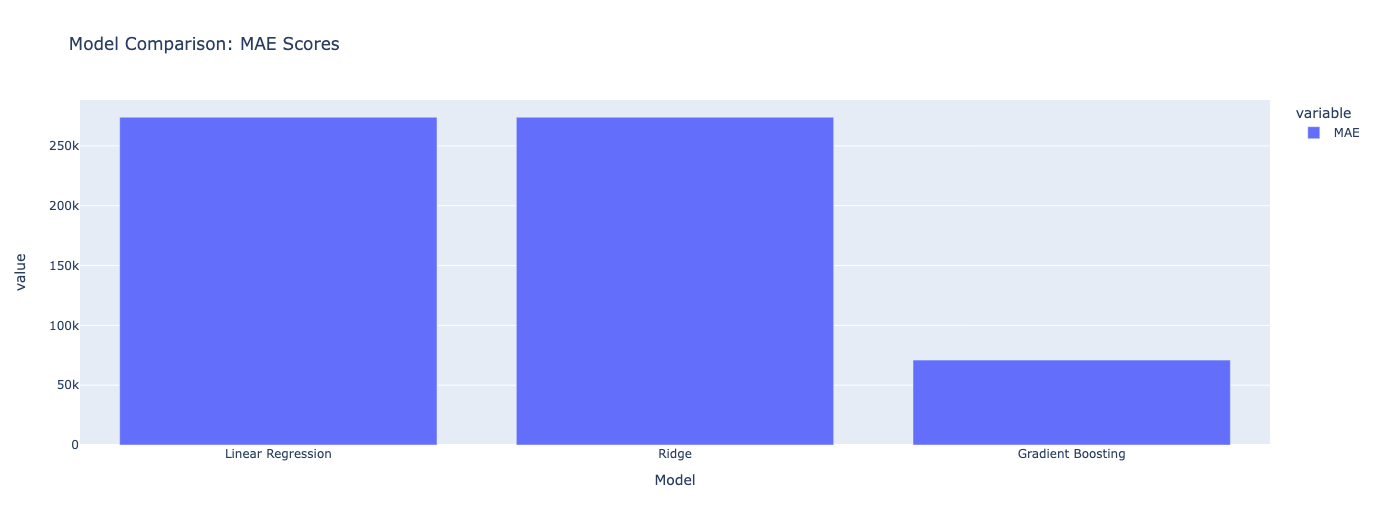 Model Comparison: MAE Scores
variable
MAE
250k
200k
150k
100k
50k
0
value
Linear Regression
Ridge
Gradient Boosting
Model